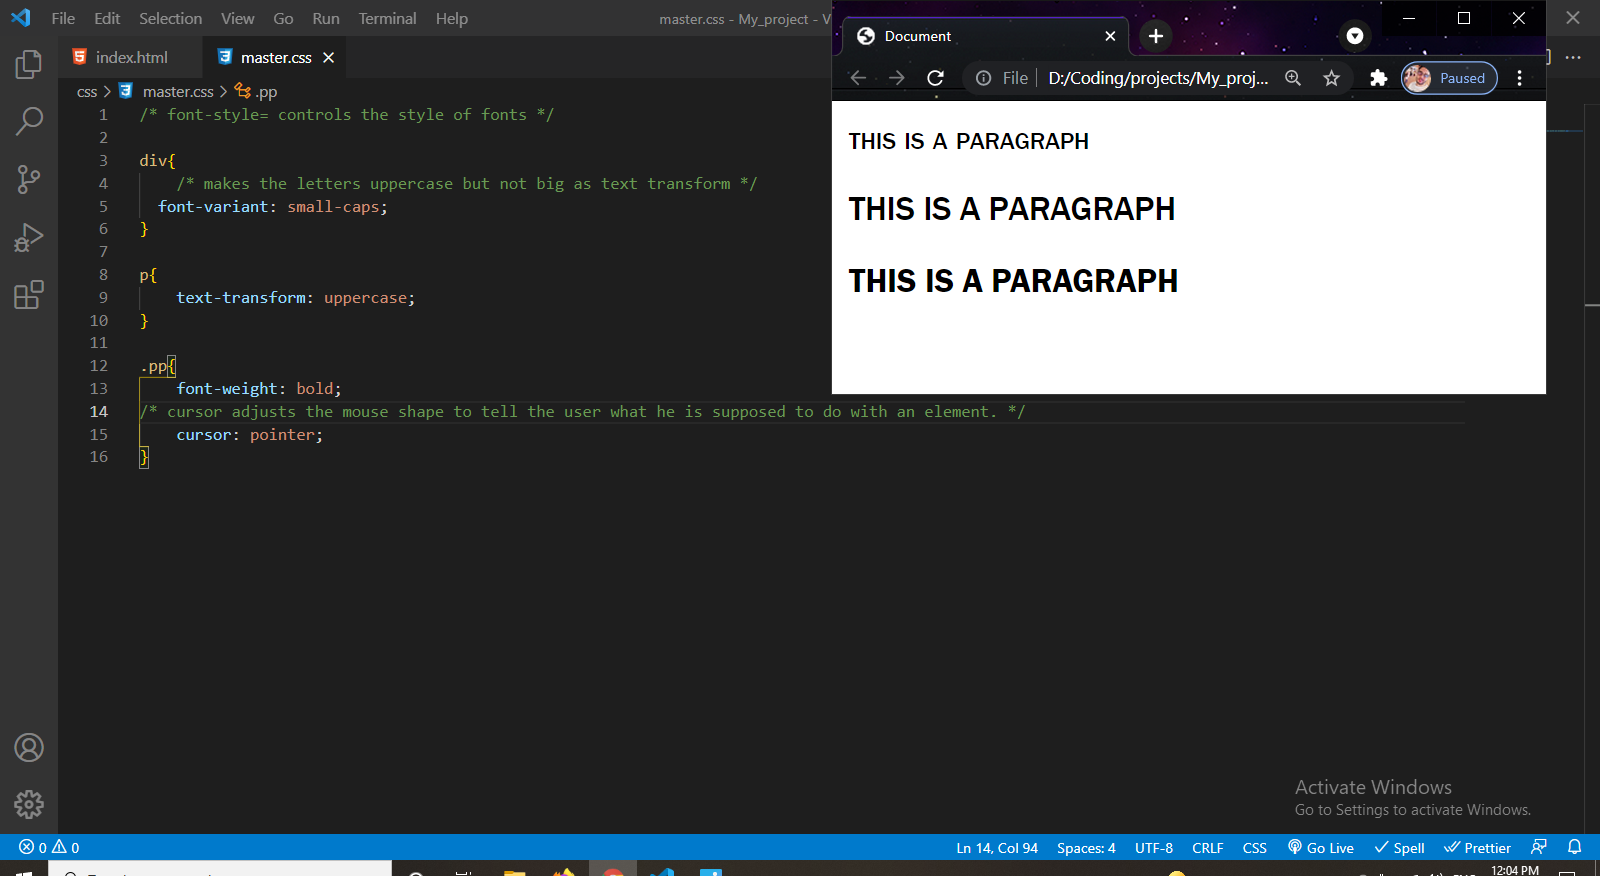 File Edit Selection View Go Run Terminal Help
master.css - My_project - V
index.html
master.css
css > master.css > .pp
1 /* font-style= controls the style of fonts */
2
3 div{
4 /* makes the letters uppercase but not big as text transform */
5 font-variant: small-caps;
6 }
7
8 p{
9 text-transform: uppercase;
10 }
11
12 .pp{
13 font-weight: bold;
14 /* cursor adjusts the mouse shape to tell the user what he is supposed to do with an element. */
15 cursor: pointer;
16 }
Document
File | D:/Coding/projects/My_proj...
Paused
THIS IS A PARAGRAPH
THIS IS A PARAGRAPH
THIS IS A PARAGRAPH
Activate Windows
Go to Settings to activate Windows.
0 0
Ln 14, Col 94 Spaces: 4 UTF-8 CRLF CSS Go Live Spell Prettier
12:04 PM